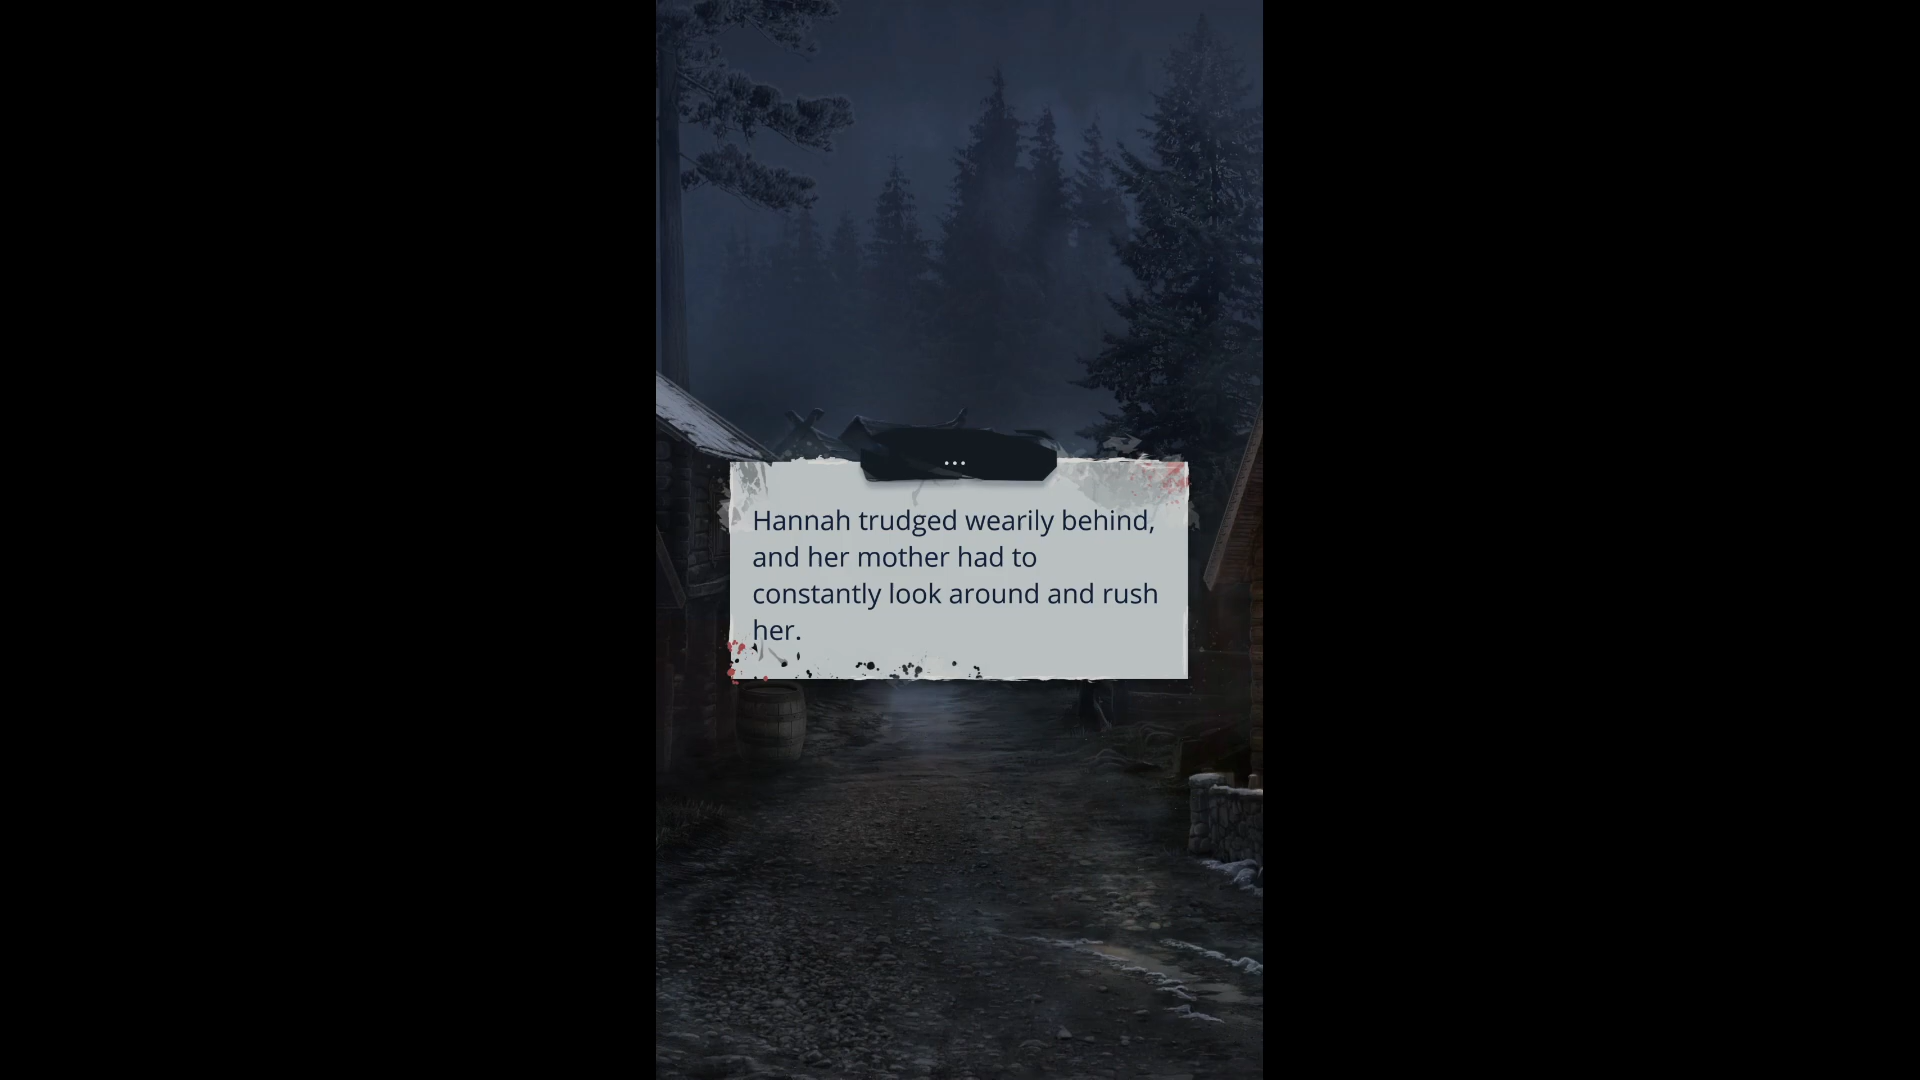 ...
Hannah trudged wearily behind,
and her mother had to
constantly look around and rush
her.